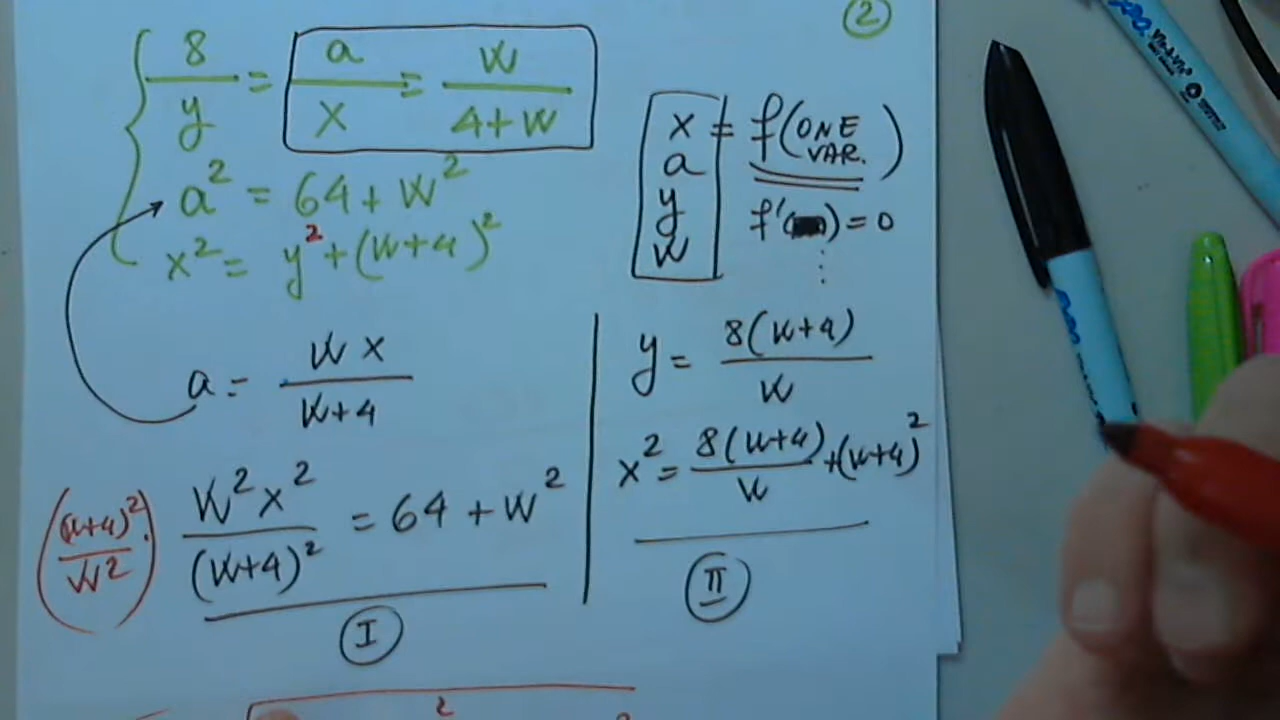 2
8/y = a/x = w/4+w
a² = 64 + w²
x² = y² + (w+4)²
x = f(ONE VAR.)
a
y f'( ) = 0
w ⋮
a = wx/w+4
y = 8(w+4)/w
x² = 8(w+4)/w + (w+4)²
((w+4)²/w² · ) w²x²/(w+4)² = 64 + w²
I
II
2